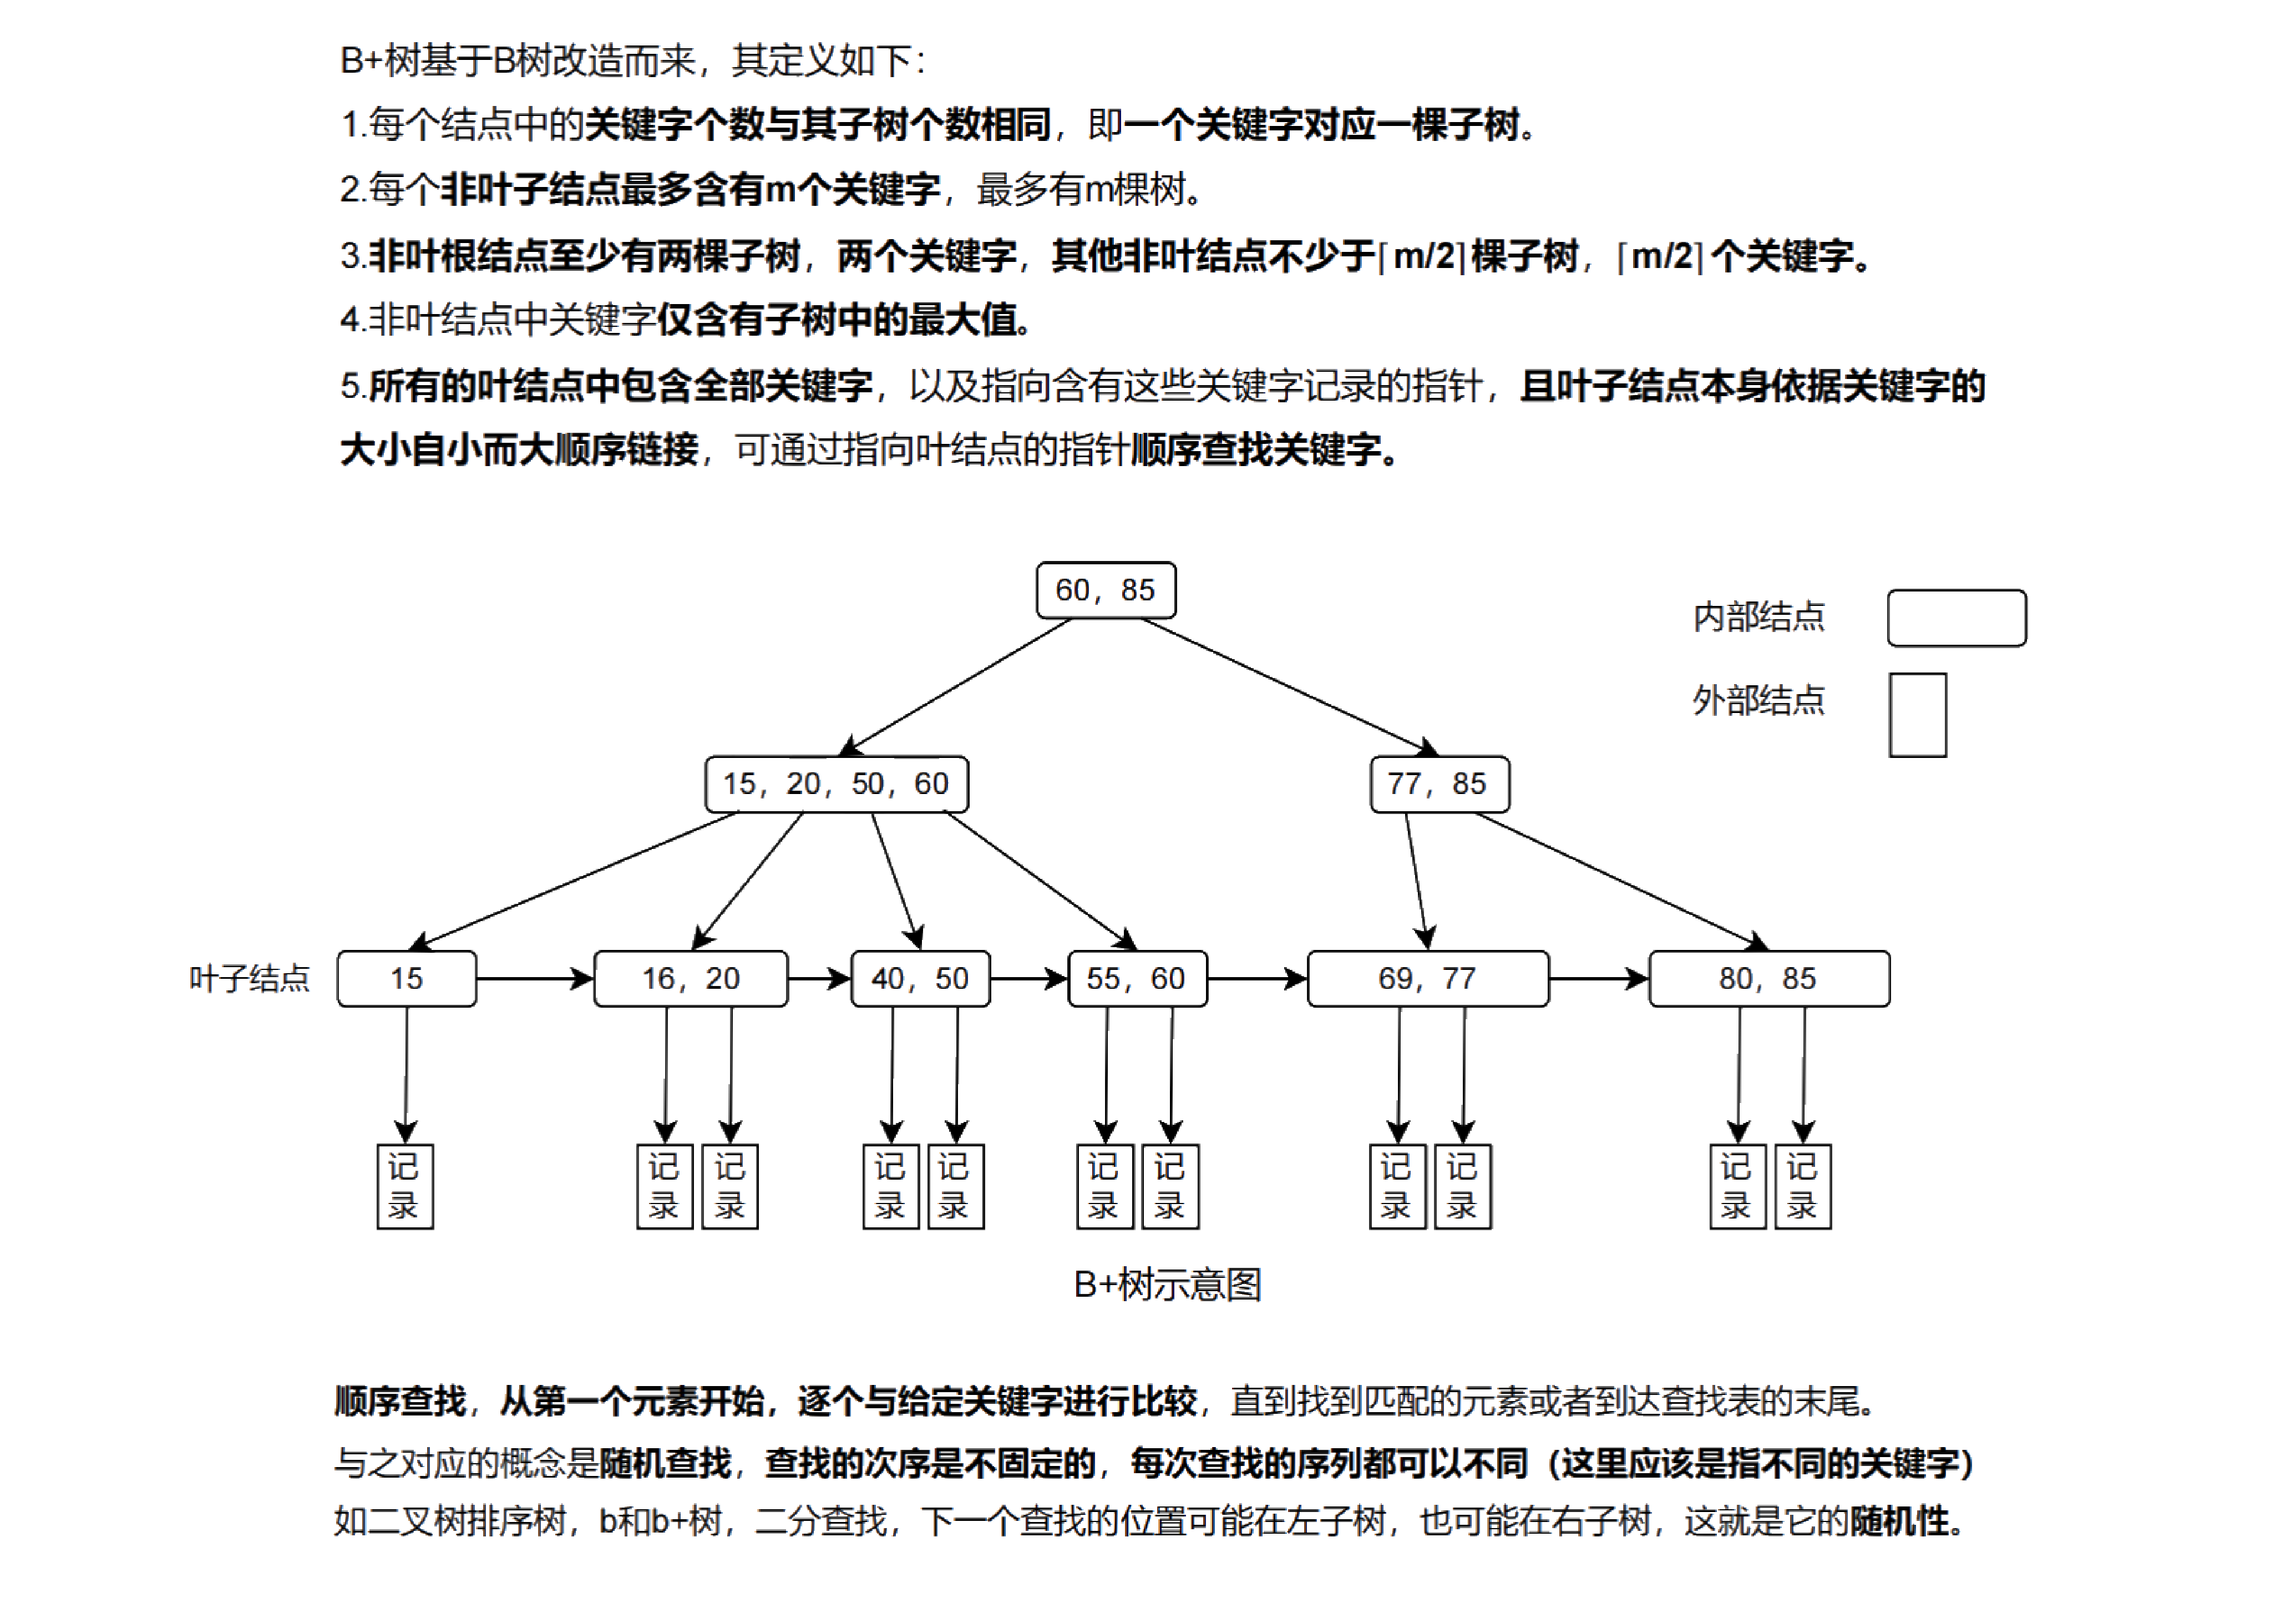 B+树基于B树改造而来，其定义如下：
1.每个结点中的关键字个数与其子树个数相同，即一个关键字对应一棵子树。
2.每个非叶子结点最多含有m个关键字，最多有m棵树。
3.非叶根结点至少有两棵子树，两个关键字，其他非叶结点不少于⌈m/2⌉棵子树，⌈m/2⌉个关键字。
4.非叶结点中关键字仅含有子树中的最大值。
5.所有的叶结点中包含全部关键字，以及指向含有这些关键字记录的指针，且叶子结点本身依据关键字的
大小自小而大顺序链接，可通过指向叶结点的指针顺序查找关键字。
60，85
内部结点
外部结点
15，20，50，60
77，85
叶子结点
15
16，20
40，50
55，60
69，77
80，85
记录
记录
记录
记录
记录
记录
记录
记录
记录
记录
记录
B+树示意图
顺序查找，从第一个元素开始，逐个与给定关键字进行比较，直到找到匹配的元素或者到达查找表的末尾。
与之对应的概念是随机查找，查找的次序是不固定的，每次查找的序列都可以不同（这里应该是指不同的关键字）
如二叉树排序树，b和b+树，二分查找，下一个查找的位置可能在左子树，也可能在右子树，这就是它的随机性。